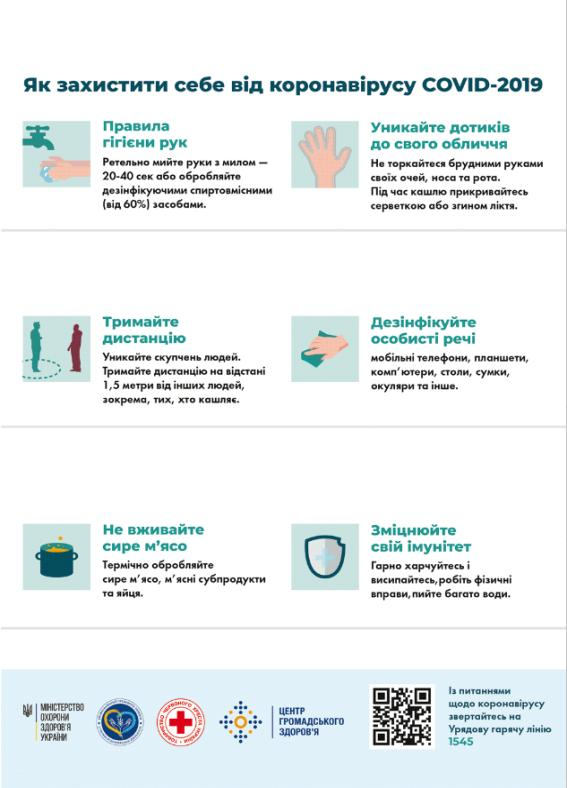 Як захистити себе від коронавірусу COVID-2019
Правила
гігієни рук
Ретельно мийте руки з милом —
20-40 сек або обробляйте
дезінфікуючими спиртовмісними
(від 60%) засобами.
Уникайте дотиків
до свого обличчя
Не торкайтеся брудними руками
своїх очей, носа та рота.
Під час кашлю прикривайтесь
серветкою або згином ліктя.
Тримайте
дистанцію
Уникайте скупчень людей.
Тримайте дистанцію на відстані
1,5 метри від інших людей,
зокрема, тих, хто кашляє.
Дезінфікуйте
особисті речі
мобільні телефони, планшети,
комп’ютери, столи, сумки,
окуляри та інше.
Не вживайте
сире м’ясо
Термічно обробляйте
сире м’ясо, м’ясні субпродукти
та яйця.
Зміцнюйте
свій імунітет
Гарно харчуйтесь і
висипайтесь,робіть фізичні
вправи,пийте багато води.
МІНІСТЕРСТВО
ОХОРОНИ
ЗДОРОВ'Я
УКРАЇНИ
ТОВАРИСТВО ЧЕРВОНОГО ХРЕСТА УКРАЇНИ
ЦЕНТР
ГРОМАДСЬКОГО
ЗДОРОВ'Я
Із питаннями
щодо коронавірусу
звертайтесь на
Урядову гарячу лінію
1545